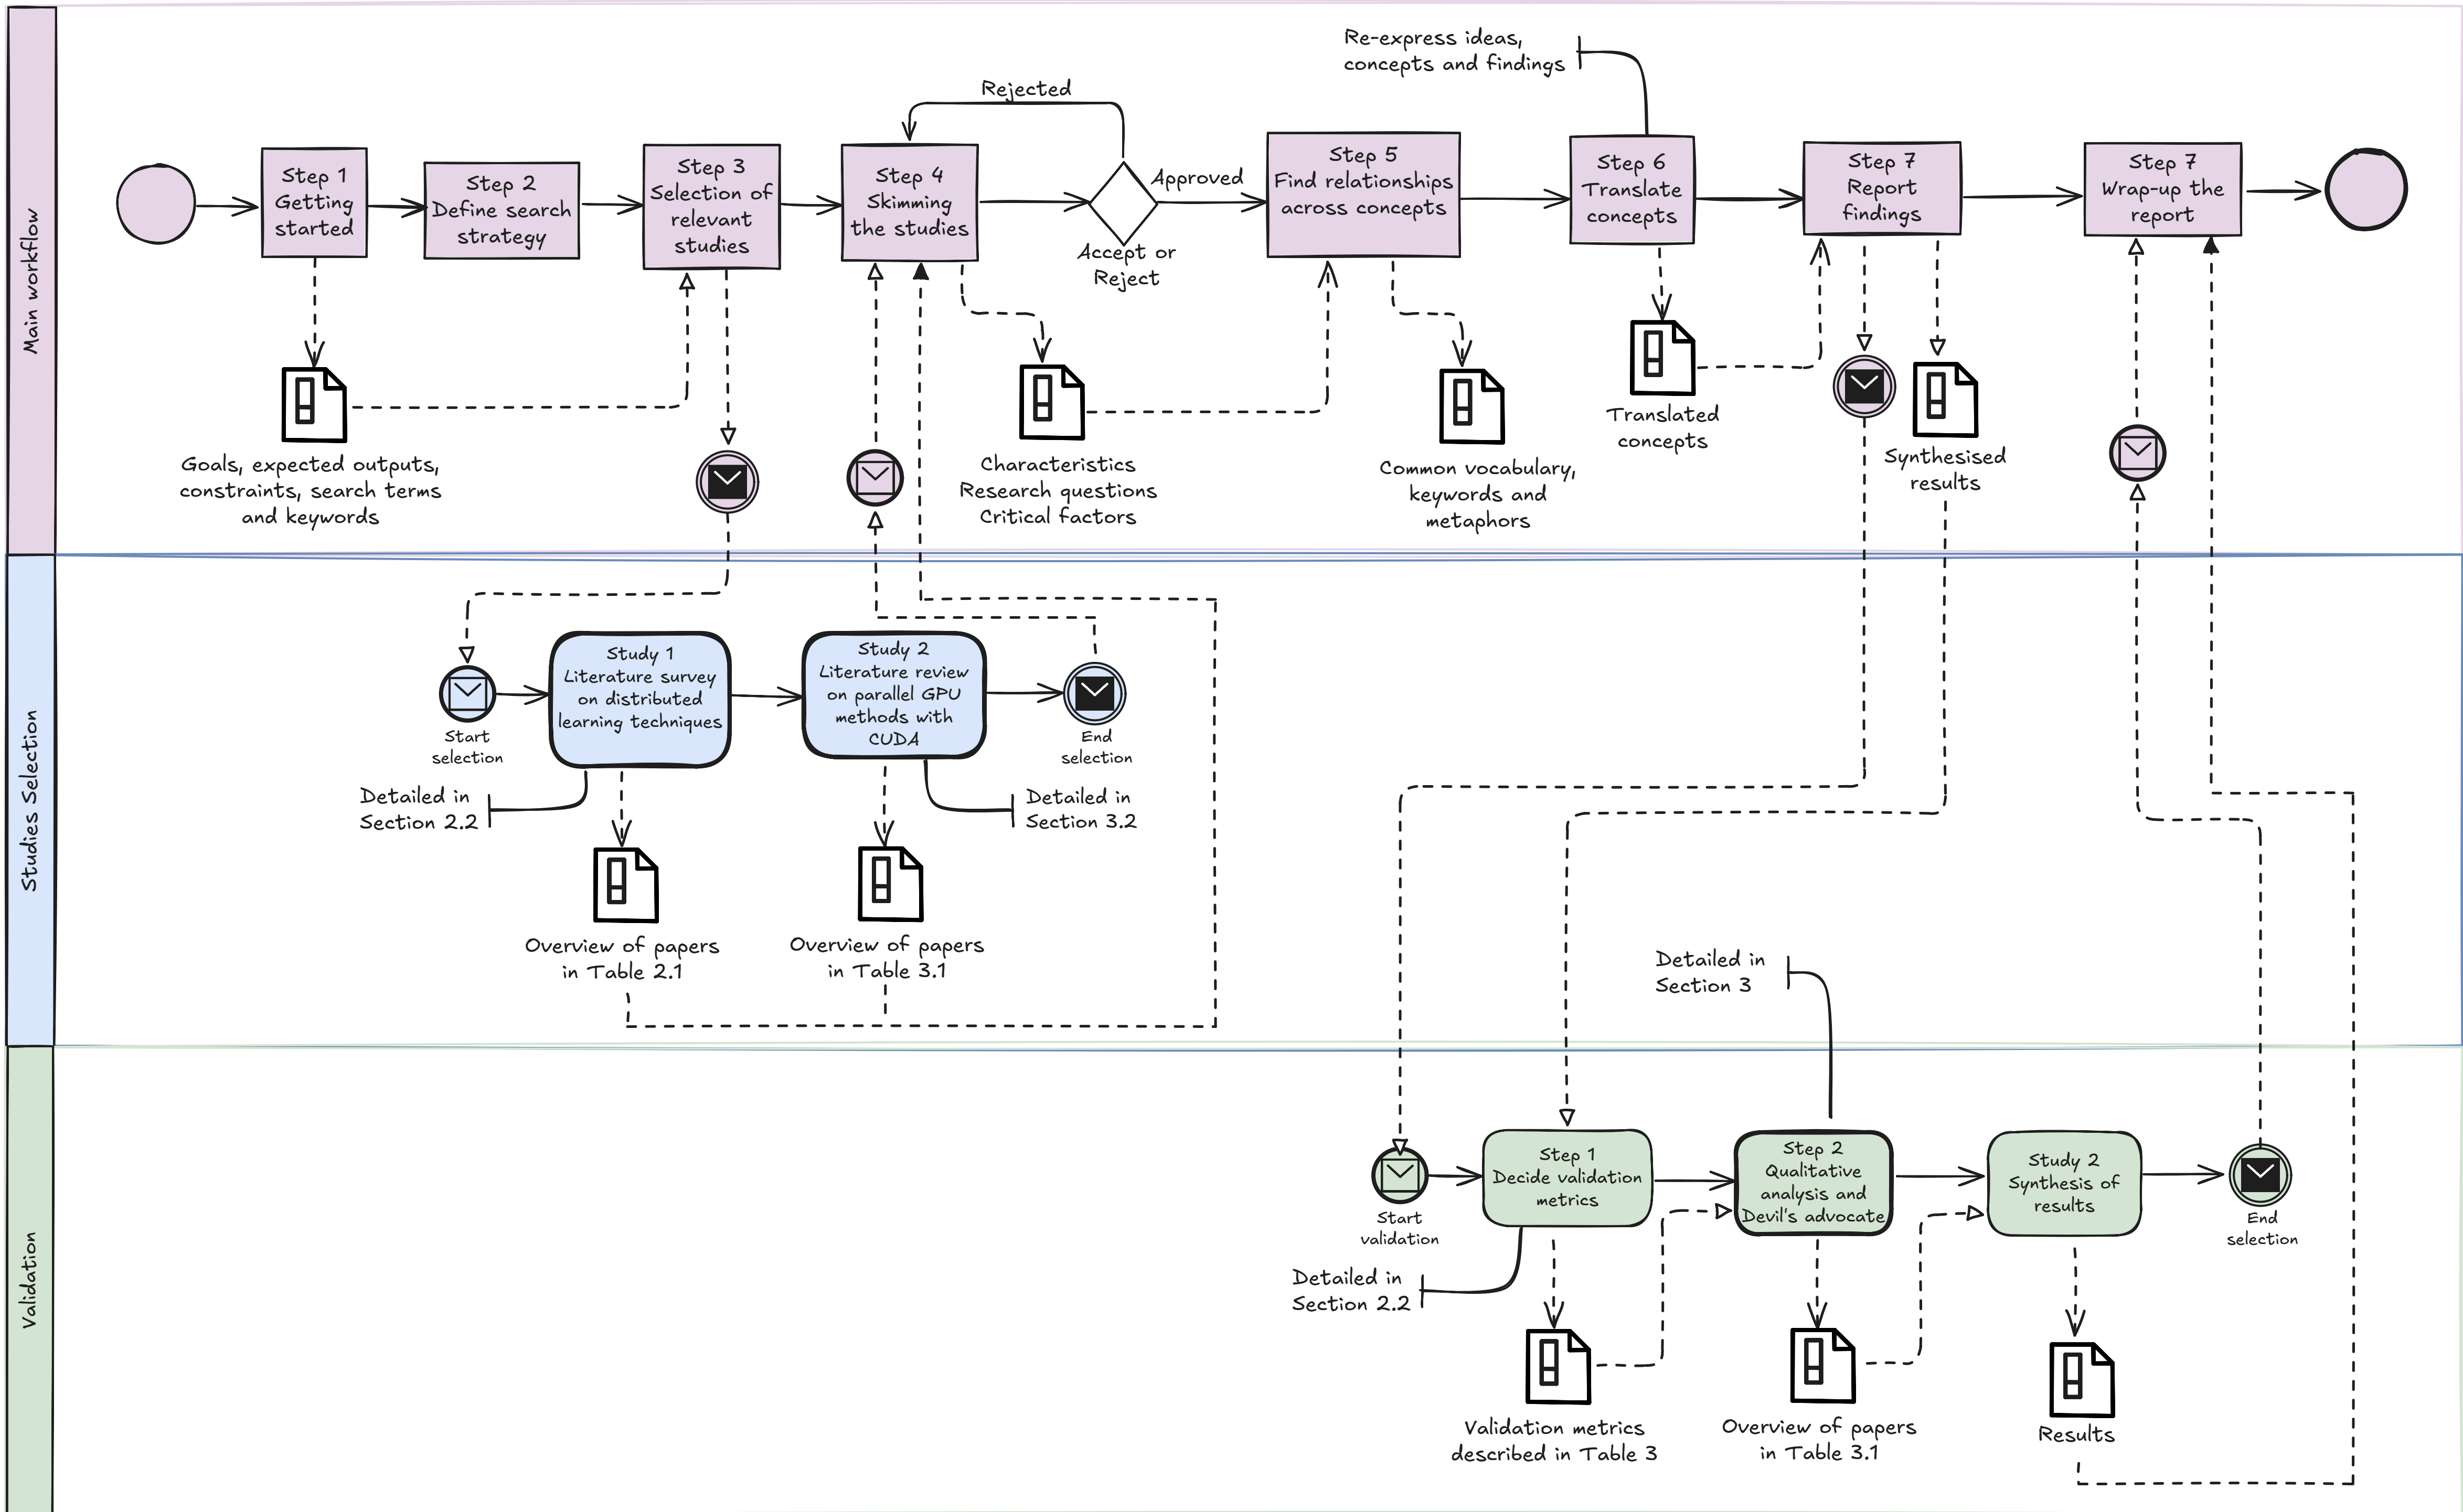 Main workflow
Re-express ideas,
concepts and findings
Rejected
Step 1
Getting
started
Step 2
Define search
strategy
Step 3
Selection of
relevant
studies
Step 4
Skimming
the studies
Approved
Accept or
Reject
Step 5
Find relationships
across concepts
Step 6
Translate
concepts
Step 7
Report
findings
Step 7
Wrap-up the
report
Goals, expected outputs,
constraints, search terms
and keywords
Characteristics
Research questions
Critical factors
Common vocabulary,
keywords and
metaphors
Translated
concepts
Synthesised
results
Studies Selection
Start
selection
Study 1
Literature survey
on distributed
learning techniques
Study 2
Literature review
on parallel GPU
methods with
CUDA
End
selection
Detailed in
Section 2.2
Detailed in
Section 3.2
Overview of papers
in Table 2.1
Overview of papers
in Table 3.1
Validation
Detailed in
Section 3
Start
validation
Step 1
Decide validation
metrics
Step 2
Qualitative
analysis and
Devil's advocate
Study 2
Synthesis of
results
End
selection
Detailed in
Section 2.2
Validation metrics
described in Table 3
Overview of papers
in Table 3.1
Results